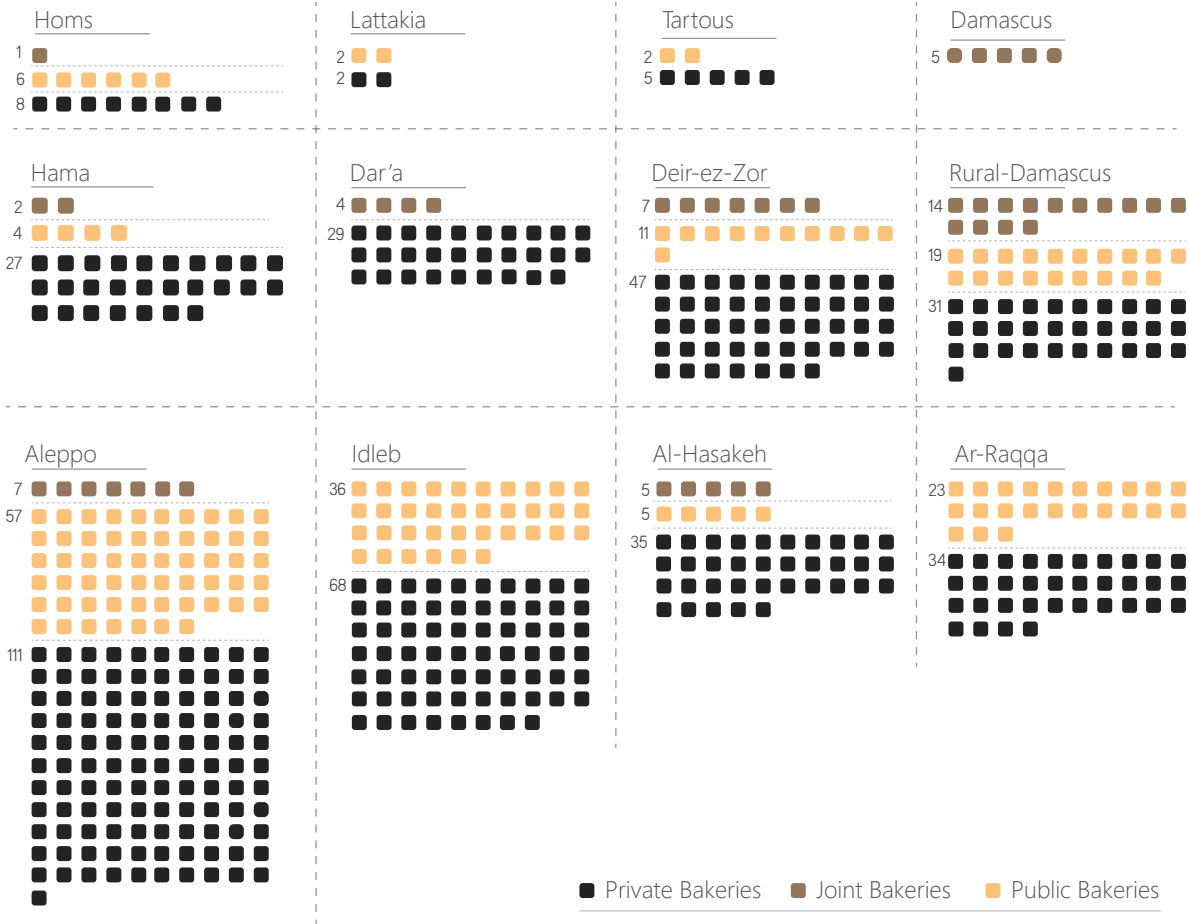 Homs
1
6
8
Lattakia
2
2
Tartous
2
5
Damascus
5
Hama
2
4
27
Dar'a
4
29
Deir-ez-Zor
7
11
47
Rural-Damascus
14
19
31
Aleppo
7
57
111
Idleb
36
68
Al-Hasakeh
5
5
35
Ar-Raqqa
23
34
Private Bakeries Joint Bakeries Public Bakeries